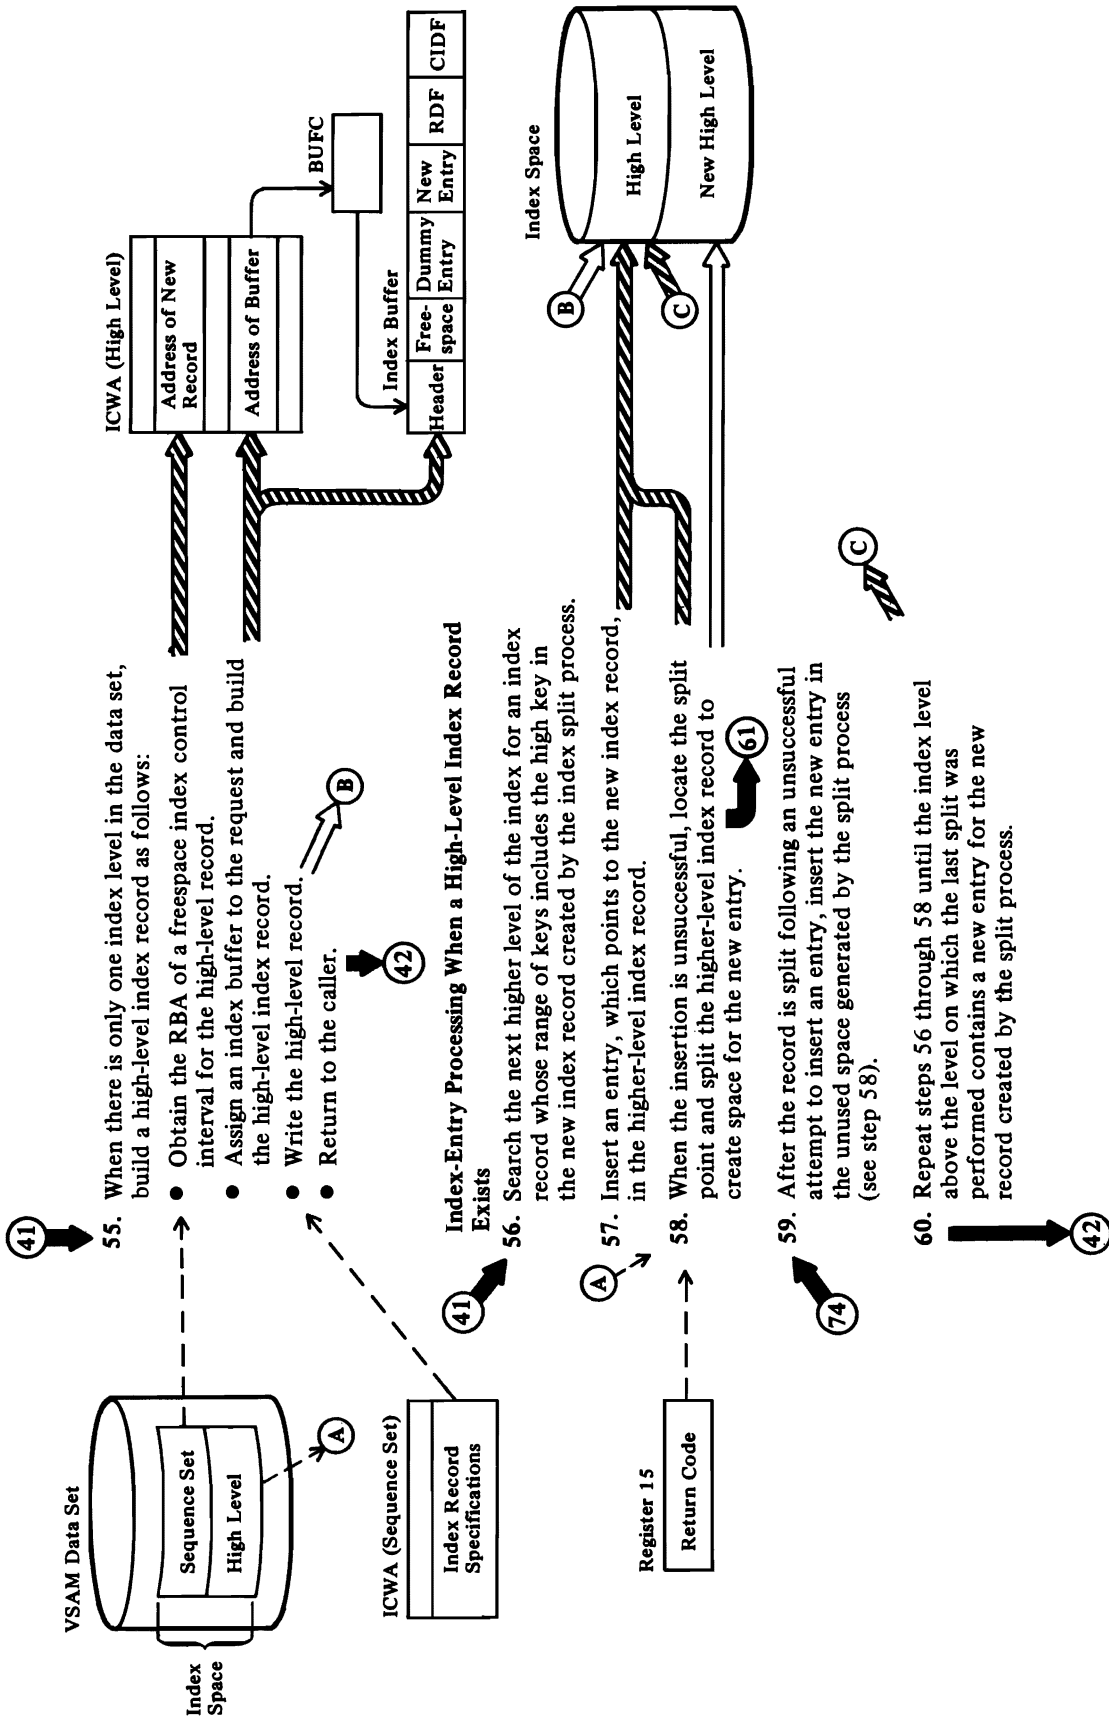 VSAM Data Set
Index
Space
Sequence Set
High Level
A
ICWA (Sequence Set)
Index Record
Specifications
Register 15
Return Code
41
55. When there is only one index level in the data set,
build a high-level index record as follows:
● Obtain the RBA of a freespace index control
interval for the high-level record.
● Assign an index buffer to the request and build
the high-level index record.
● Write the high-level record.
B
● Return to the caller.
42
Index-Entry Processing When a High-Level Index Record
Exists
41
56. Search the next higher level of the index for an index
record whose range of keys includes the high key in
the new index record created by the index split process.
57. Insert an entry, which points to the new index record,
in the higher-level index record.
A
58. When the insertion is unsuccessful, locate the split
point and split the higher-level index record to
create space for the new entry.
61
59. After the record is split following an unsuccessful
attempt to insert an entry, insert the new entry in
the unused space generated by the split process
(see step 58).
74
C
60. Repeat steps 56 through 58 until the index level
above the level on which the last split was
performed contains a new entry for the new
record created by the split process.
42
ICWA (High Level)
Address of New
Record
Address of Buffer
BUFC
Index Buffer
Header
Free-
space
Dummy
Entry
New
Entry
RDF
CIDF
Index Space
B
High Level
C
New High Level